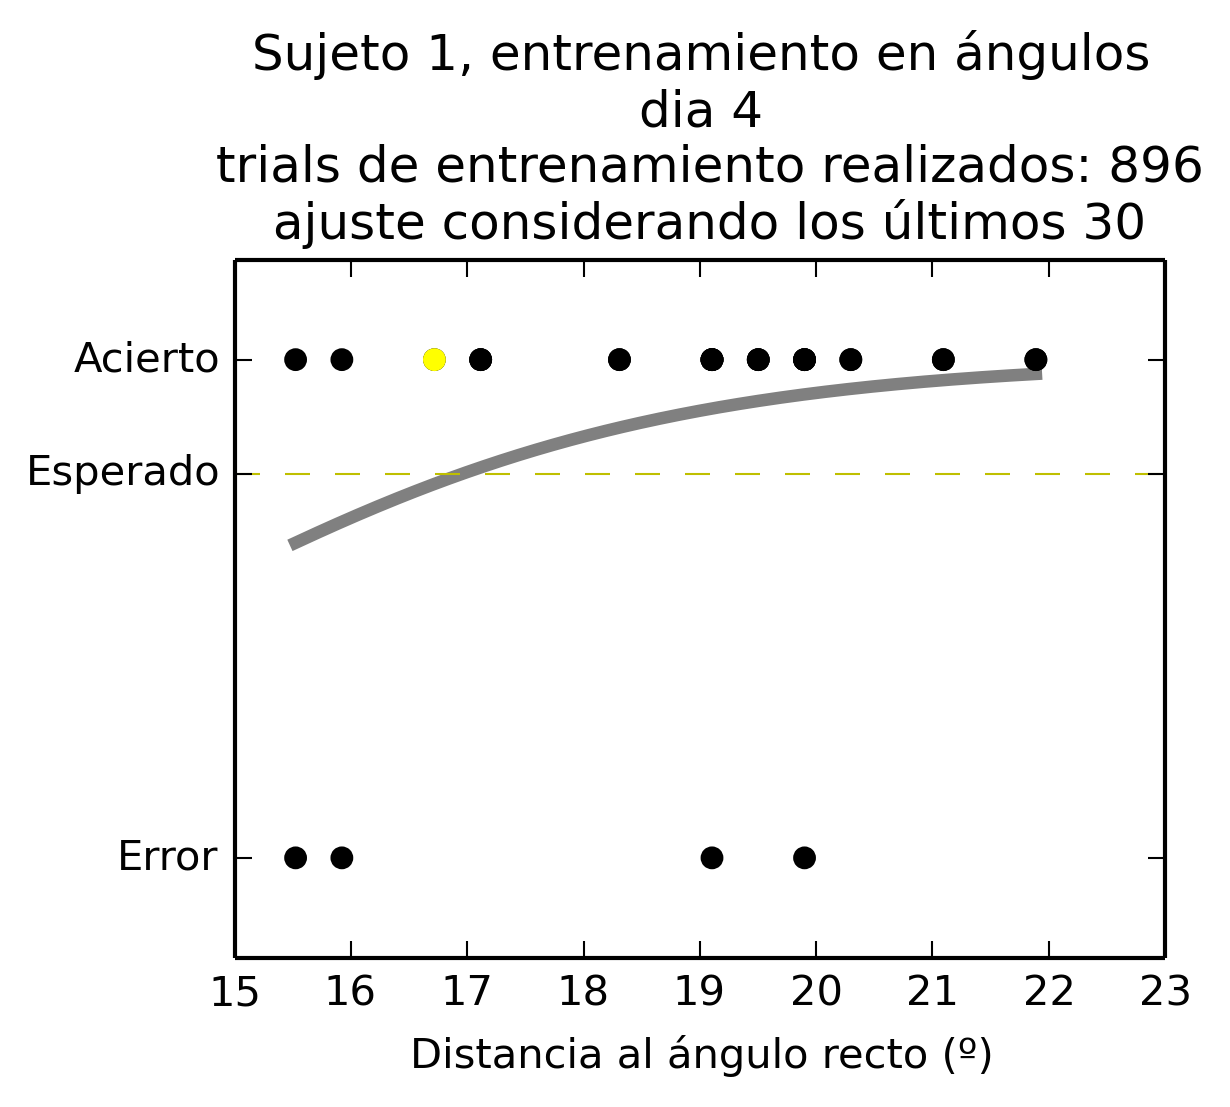 Sujeto 1, entrenamiento en ángulos
dia 4
trials de entrenamiento realizados: 896
ajuste considerando los últimos 30
Acierto
Esperado
Error
15 16 17 18 19 20 21 22 23
Distancia al ángulo recto (º)